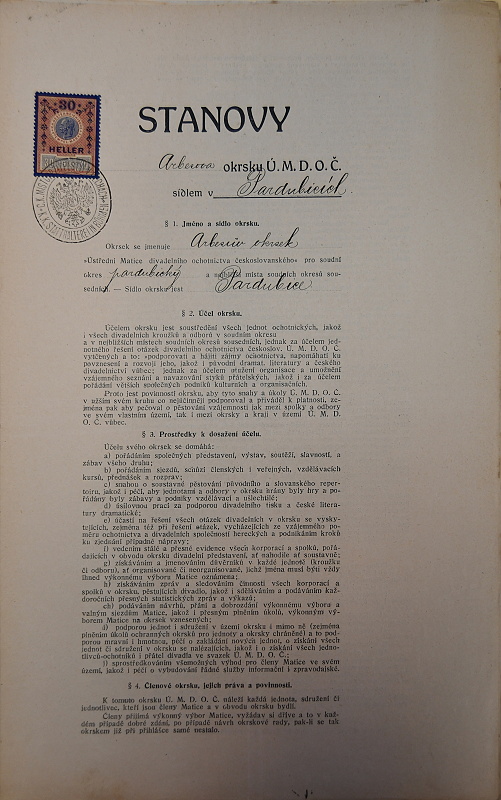 30
HELLER
STANOVY
Arbesova okrsku Ú. M. D. O. Č.
sídlem v Pardubicích.
§ 1. Jméno a sídlo okrsku.
Okrsek se jmenuje Arbesův okrsek
»Ústřední Matice divadelního ochotnictva československého« pro soudní
okres pardubický a nejbližší místa soudních okresů sou-
sedních. — Sídlo okrsku jest Pardubice
§ 2. Účel okrsku.
Účelem okrsku jest soustředění všech jednot ochotnických, jakož
i všech divadelních kroužků a odborů v soudním okresu
a v nejbližších místech soudních okresů sousedních, jednak za účelem jed-
notného řešení otázek divadelního ochotnictva českoslov. Ú. M. D. O. Č.
vytčených a to: podporovati a hájiti zájmy ochotnictva, napomáhati ku
povznesení a rozvoji jeho, jakož i původní dramat. literatury a českého
divadelnictví vůbec; jednak za účelem utužení organisace a umožnění
vzájemného seznání a navazování styků přátelských, jakož i za účelem
pořádání větších společných podniků kulturních a organisačních.
Proto jest povinností okrsku, aby tyto snahy a úkoly Ú. M. D. O. Č.
v užším svém kruhu co nejúčinněji podporoval a přiváděl k platnosti, ze-
jména pak aby pečoval o pěstování vzájemnosti tak mezi spolky a odbory
ve svém vlastním území, tak i mezi okrsky a kraji v území Ú. M. D.
O. Č. vůbec.
§ 3. Prostředky k dosažení účelu.
Účelu svého okrsek se domáhá:
a) pořádáním společných představení, výstav, soutěží, slavností, a
zábav všeho druhu;
b) pořádáním sjezdů, schůzí členských i veřejných, vzdělávacích
kursů, přednášek a rozprav;
c) snahou o soustavné pěstování původního a slovanského reper-
toiru, jakož i péčí, aby jednotami a odbory v okrsku hrány byly hry a po-
řádány byly zábavy a podniky vzdělávací a ušlechtilé;
d) úsilovnou prací za podporou divadelního tisku a české litera-
tury dramatické;
e) účastí na řešení všech otázek divadelních v okrsku se vysky-
tujících, zejména též při řešení otázek, vycházejících ze vzájemného po-
měru ochotnictva a divadelních společností hereckých a podnikáním kroků
ku zjednání případné nápravy;
f) vedením stálé a přesné evidence všech korporací a spolků, pořá-
dajících v obvodu okrsku divadelní představení, ať nahodile ať soustavně;
g) získáváním a jmenováním důvěrníků v každé jednotě (kroužku
či odboru), ať organisované či neorganisované, jichž jména musí býti vždy
ihned výkonnému výboru Matice oznámena;
h) získáváním zpráv a sledováním činnosti všech korporací a
spolků v okrsku, pěstujících divadlo, jakož i sdělováním a podáváním kaž-
doročních přesných statistických zpráv a výkazů;
ch) podáváním návrhů, přání a dobrozdání výkonnému výboru a
valným sjezdům Matice, jakož i přesným plněním úkolů, výkonným vý-
borem Matice na okrsek vznesených;
i) podporou jednot i sdružení v území okrsku i mimo ně (zejména
plněním úkolů ochranných okrsků pro jednoty a okrsky chráněné) a to pod-
porou mravní i hmotnou, péčí o zakládání nových jednot, o získání všech
jednot či sdružení v okrsku se nalézajících, jakož i o získání všech jedno-
tlivců-ochotníků i přátel divadla ve svazek Ú. M. D. O. Č.;
j) sprostředkováním všemožných výhod pro členy Matice ve svém
území, jakož i péčí o vybudování řádné služby informační i zpravodajské.
§ 4. Členové okrsku, jejich práva a povinnosti.
K tomuto okrsku Ú. M. D. O. Č. náleží každá jednota, sdružení či
jednotlivec, kteří jsou členy Matice a v obvodu okrsku bydlí.
Členy přijímá výkonný výbor Matice, vyžádav si dříve a to v kaž-
dém případě dobré zdání, po případě návrh okrskové rady, pak-li se tak
okrskem již při přihlášce samé nestalo.